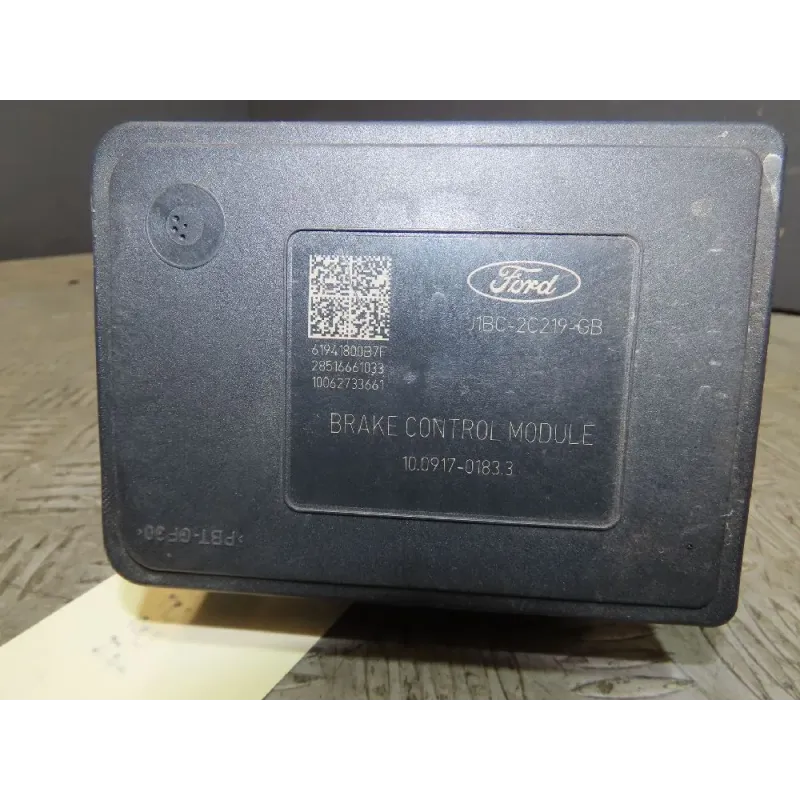 Ford
J1BC-2C219-GB
61941800B7F
28516661033
10062733661
BRAKE CONTROL MODULE
10.0917-0183.3
>PBT-GF30<